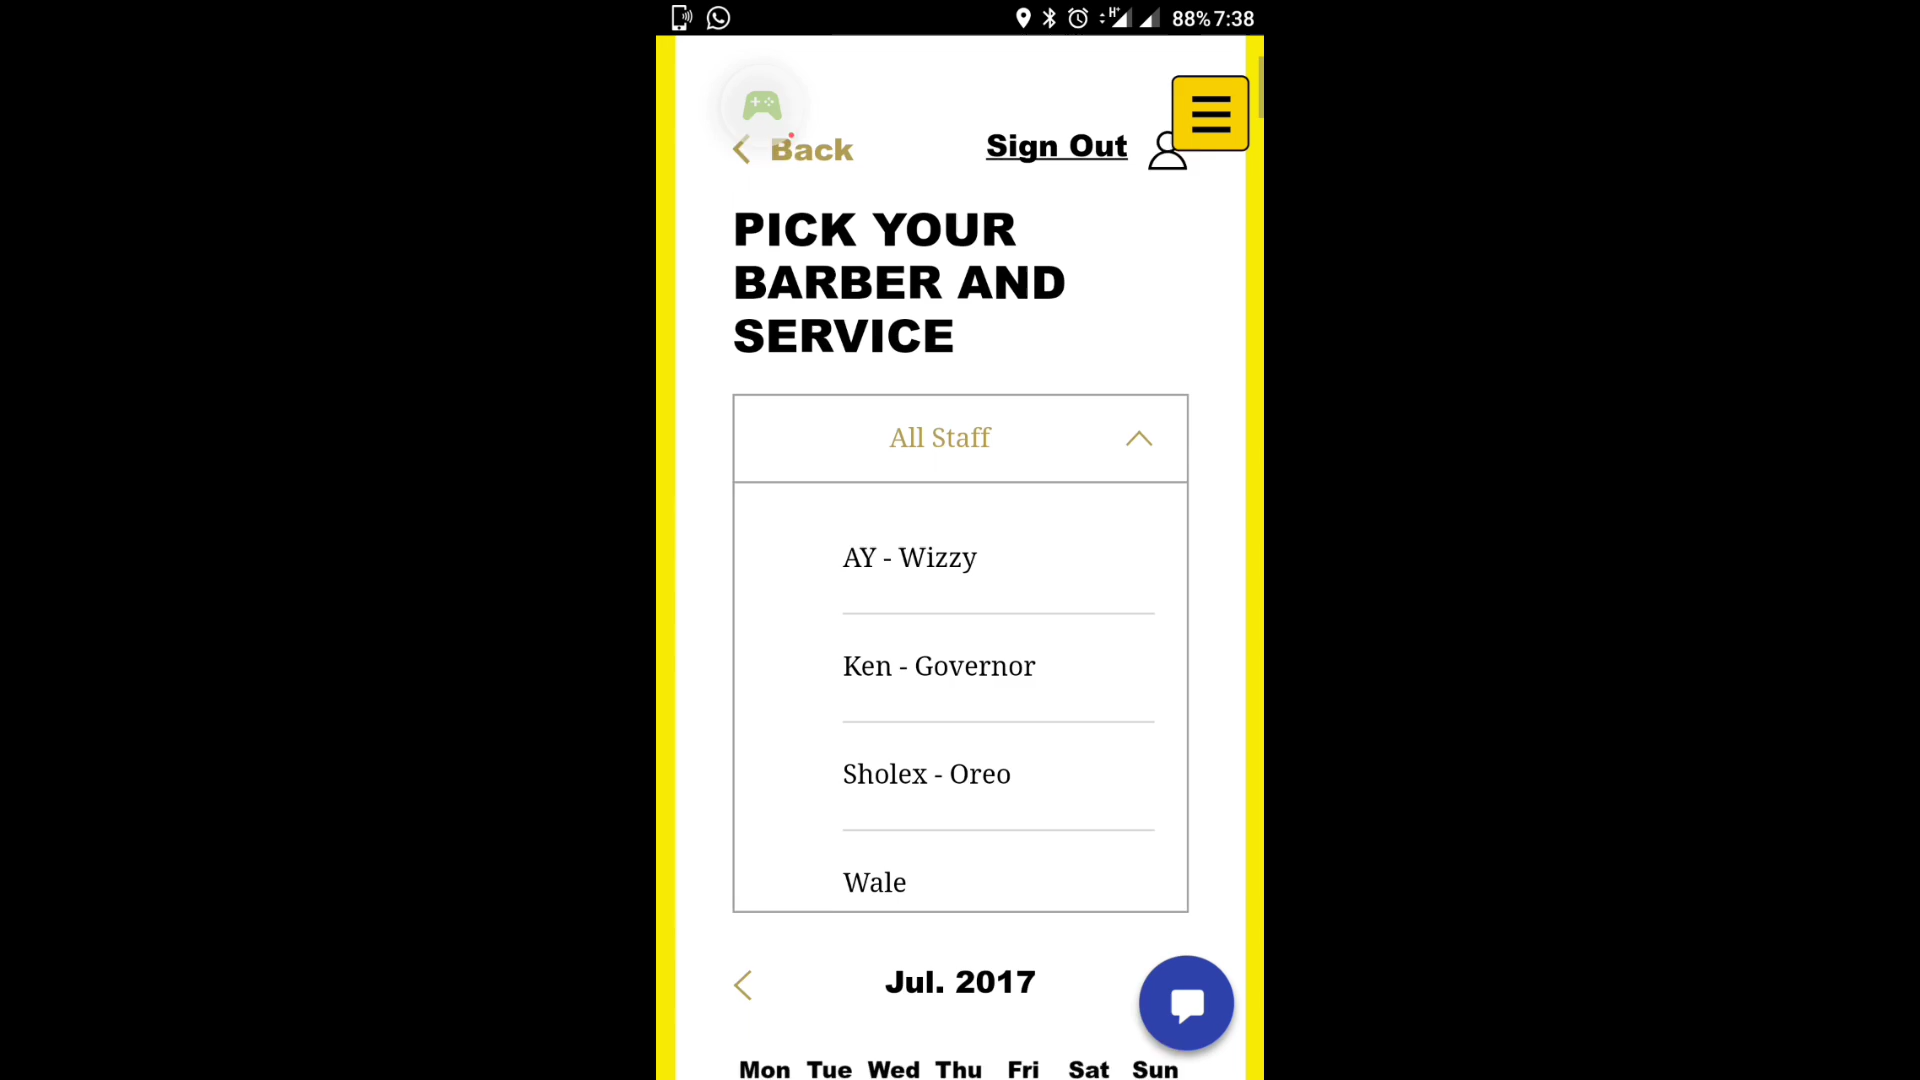 88% 7:38
Back
Sign Out
PICK YOUR
BARBER AND
SERVICE
All Staff
AY - Wizzy
Ken - Governor
Sholex - Oreo
Wale
Jul. 2017
Mon Tue Wed Thu Fri Sat Sun